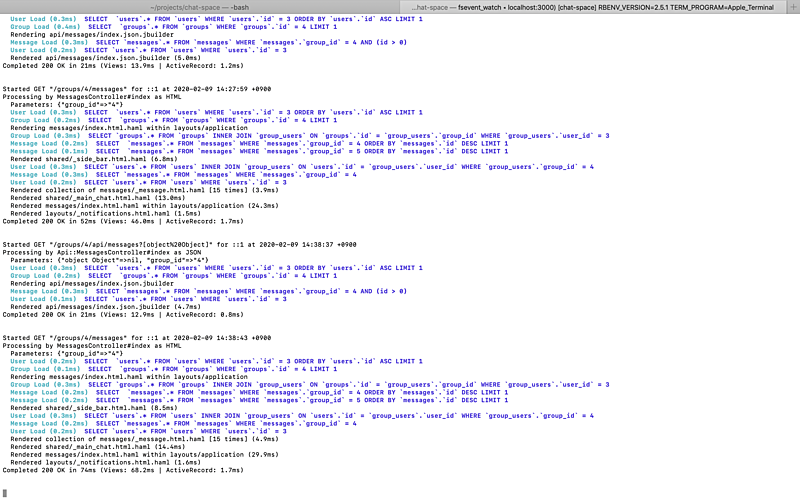 ~/projects/chat-space — -bash
...hat-space — fsevent_watch • localhost:3000) [chat-space] RBENV_VERSION=2.5.1 TERM_PROGRAM=Apple_Terminal
+
User Load (0.3ms)  SELECT  `users`.* FROM `users` WHERE `users`.`id` = 3 ORDER BY `users`.`id` ASC LIMIT 1
Group Load (0.4ms)  SELECT  `groups`.* FROM `groups` WHERE `groups`.`id` = 4 LIMIT 1
Rendering api/messages/index.json.jbuilder
Message Load (0.3ms)  SELECT `messages`.* FROM `messages` WHERE `messages`.`group_id` = 4 AND (id > 0)
User Load (0.2ms)  SELECT `users`.* FROM `users` WHERE `users`.`id` = 3
Rendered api/messages/index.json.jbuilder (5.0ms)
Completed 200 OK in 21ms (Views: 13.9ms | ActiveRecord: 1.2ms)
Started GET "/groups/4/messages" for ::1 at 2020-02-09 14:27:59 +0900
Processing by MessagesController#index as HTML
Parameters: {"group_id"=>"4"}
User Load (0.3ms)  SELECT  `users`.* FROM `users` WHERE `users`.`id` = 3 ORDER BY `users`.`id` ASC LIMIT 1
Group Load (0.2ms)  SELECT  `groups`.* FROM `groups` WHERE `groups`.`id` = 4 LIMIT 1
Rendering messages/index.html.haml within layouts/application
Group Load (0.3ms)  SELECT `groups`.* FROM `groups` INNER JOIN `group_users` ON `groups`.`id` = `group_users`.`group_id` WHERE `group_users`.`user_id` = 3
Message Load (0.2ms)  SELECT  `messages`.* FROM `messages` WHERE `messages`.`group_id` = 4 ORDER BY `messages`.`id` DESC LIMIT 1
Message Load (0.1ms)  SELECT  `messages`.* FROM `messages` WHERE `messages`.`group_id` = 5 ORDER BY `messages`.`id` DESC LIMIT 1
Rendered shared/_side_bar.html.haml (6.8ms)
User Load (0.3ms)  SELECT `users`.* FROM `users` INNER JOIN `group_users` ON `users`.`id` = `group_users`.`user_id` WHERE `group_users`.`group_id` = 4
Message Load (0.3ms)  SELECT `messages`.* FROM `messages` WHERE `messages`.`group_id` = 4
User Load (0.2ms)  SELECT `users`.* FROM `users` WHERE `users`.`id` = 3
Rendered collection of messages/_message.html.haml [15 times] (3.9ms)
Rendered shared/_main_chat.html.haml (13.0ms)
Rendered messages/index.html.haml within layouts/application (24.3ms)
Rendered layouts/_notifications.html.haml (1.5ms)
Completed 200 OK in 52ms (Views: 46.0ms | ActiveRecord: 1.7ms)
Started GET "/groups/4/api/messages?[object%20Object]" for ::1 at 2020-02-09 14:38:37 +0900
Processing by Api::MessagesController#index as JSON
Parameters: {"object Object"=>nil, "group_id"=>"4"}
User Load (0.3ms)  SELECT  `users`.* FROM `users` WHERE `users`.`id` = 3 ORDER BY `users`.`id` ASC LIMIT 1
Group Load (0.2ms)  SELECT  `groups`.* FROM `groups` WHERE `groups`.`id` = 4 LIMIT 1
Rendering api/messages/index.json.jbuilder
Message Load (0.3ms)  SELECT `messages`.* FROM `messages` WHERE `messages`.`group_id` = 4 AND (id > 0)
User Load (0.1ms)  SELECT `users`.* FROM `users` WHERE `users`.`id` = 3
Rendered api/messages/index.json.jbuilder (4.7ms)
Completed 200 OK in 21ms (Views: 12.9ms | ActiveRecord: 0.8ms)
Started GET "/groups/4/messages" for ::1 at 2020-02-09 14:38:43 +0900
Processing by MessagesController#index as HTML
Parameters: {"group_id"=>"4"}
User Load (0.2ms)  SELECT  `users`.* FROM `users` WHERE `users`.`id` = 3 ORDER BY `users`.`id` ASC LIMIT 1
Group Load (0.1ms)  SELECT  `groups`.* FROM `groups` WHERE `groups`.`id` = 4 LIMIT 1
Rendering messages/index.html.haml within layouts/application
Group Load (0.3ms)  SELECT `groups`.* FROM `groups` INNER JOIN `group_users` ON `groups`.`id` = `group_users`.`group_id` WHERE `group_users`.`user_id` = 3
Message Load (0.3ms)  SELECT  `messages`.* FROM `messages` WHERE `messages`.`group_id` = 4 ORDER BY `messages`.`id` DESC LIMIT 1
Message Load (0.2ms)  SELECT  `messages`.* FROM `messages` WHERE `messages`.`group_id` = 5 ORDER BY `messages`.`id` DESC LIMIT 1
Rendered shared/_side_bar.html.haml (8.5ms)
User Load (0.3ms)  SELECT `users`.* FROM `users` INNER JOIN `group_users` ON `users`.`id` = `group_users`.`user_id` WHERE `group_users`.`group_id` = 4
Message Load (0.2ms)  SELECT `messages`.* FROM `messages` WHERE `messages`.`group_id` = 4
User Load (0.2ms)  SELECT `users`.* FROM `users` WHERE `users`.`id` = 3
Rendered collection of messages/_message.html.haml [15 times] (4.9ms)
Rendered shared/_main_chat.html.haml (14.4ms)
Rendered messages/index.html.haml within layouts/application (29.9ms)
Rendered layouts/_notifications.html.haml (1.6ms)
Completed 200 OK in 74ms (Views: 68.2ms | ActiveRecord: 1.7ms)